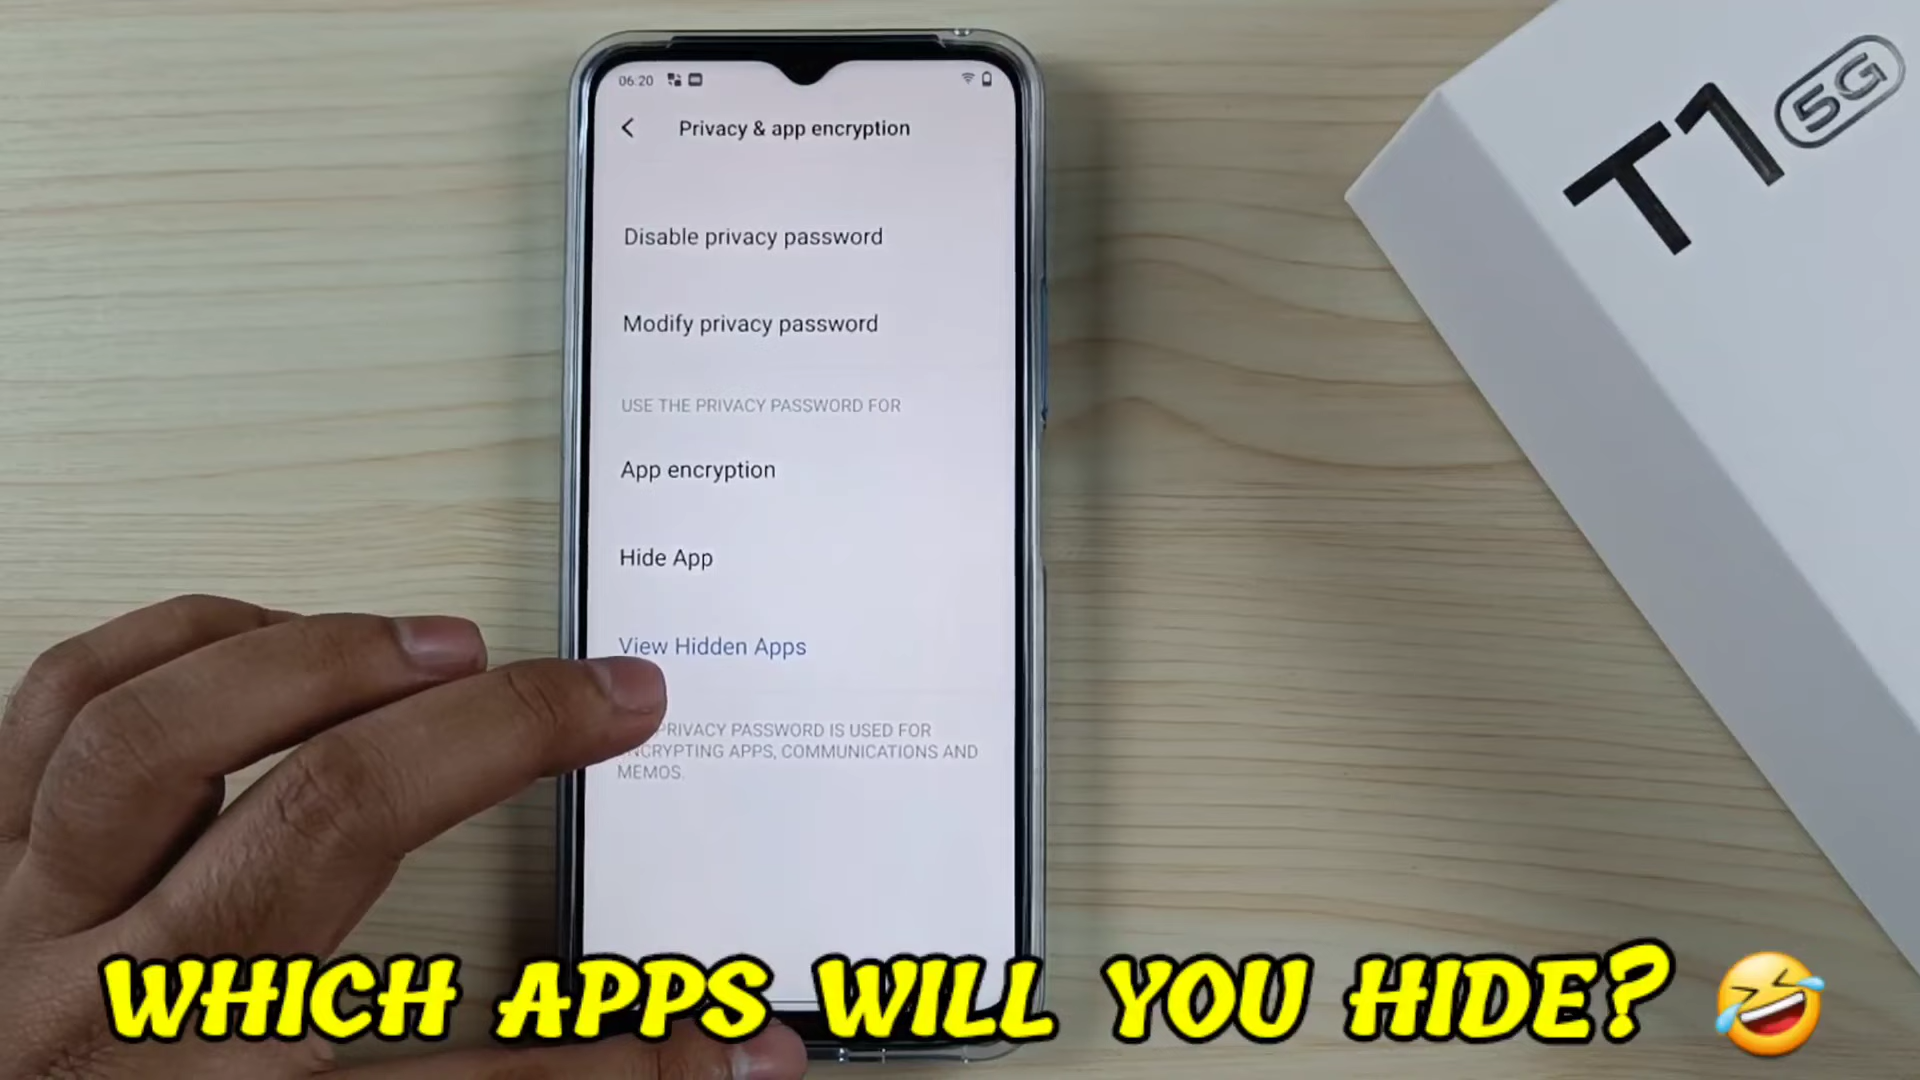 06:20
Privacy & app encryption
Disable privacy password
Modify privacy password
USE THE PRIVACY PASSWORD FOR
App encryption
Hide App
View Hidden Apps
PRIVACY PASSWORD IS USED FOR
ENCRYPTING APPS, COMMUNICATIONS AND
MEMOS.
T1 5G
WHICH APPS WILL YOU HIDE? 🤣